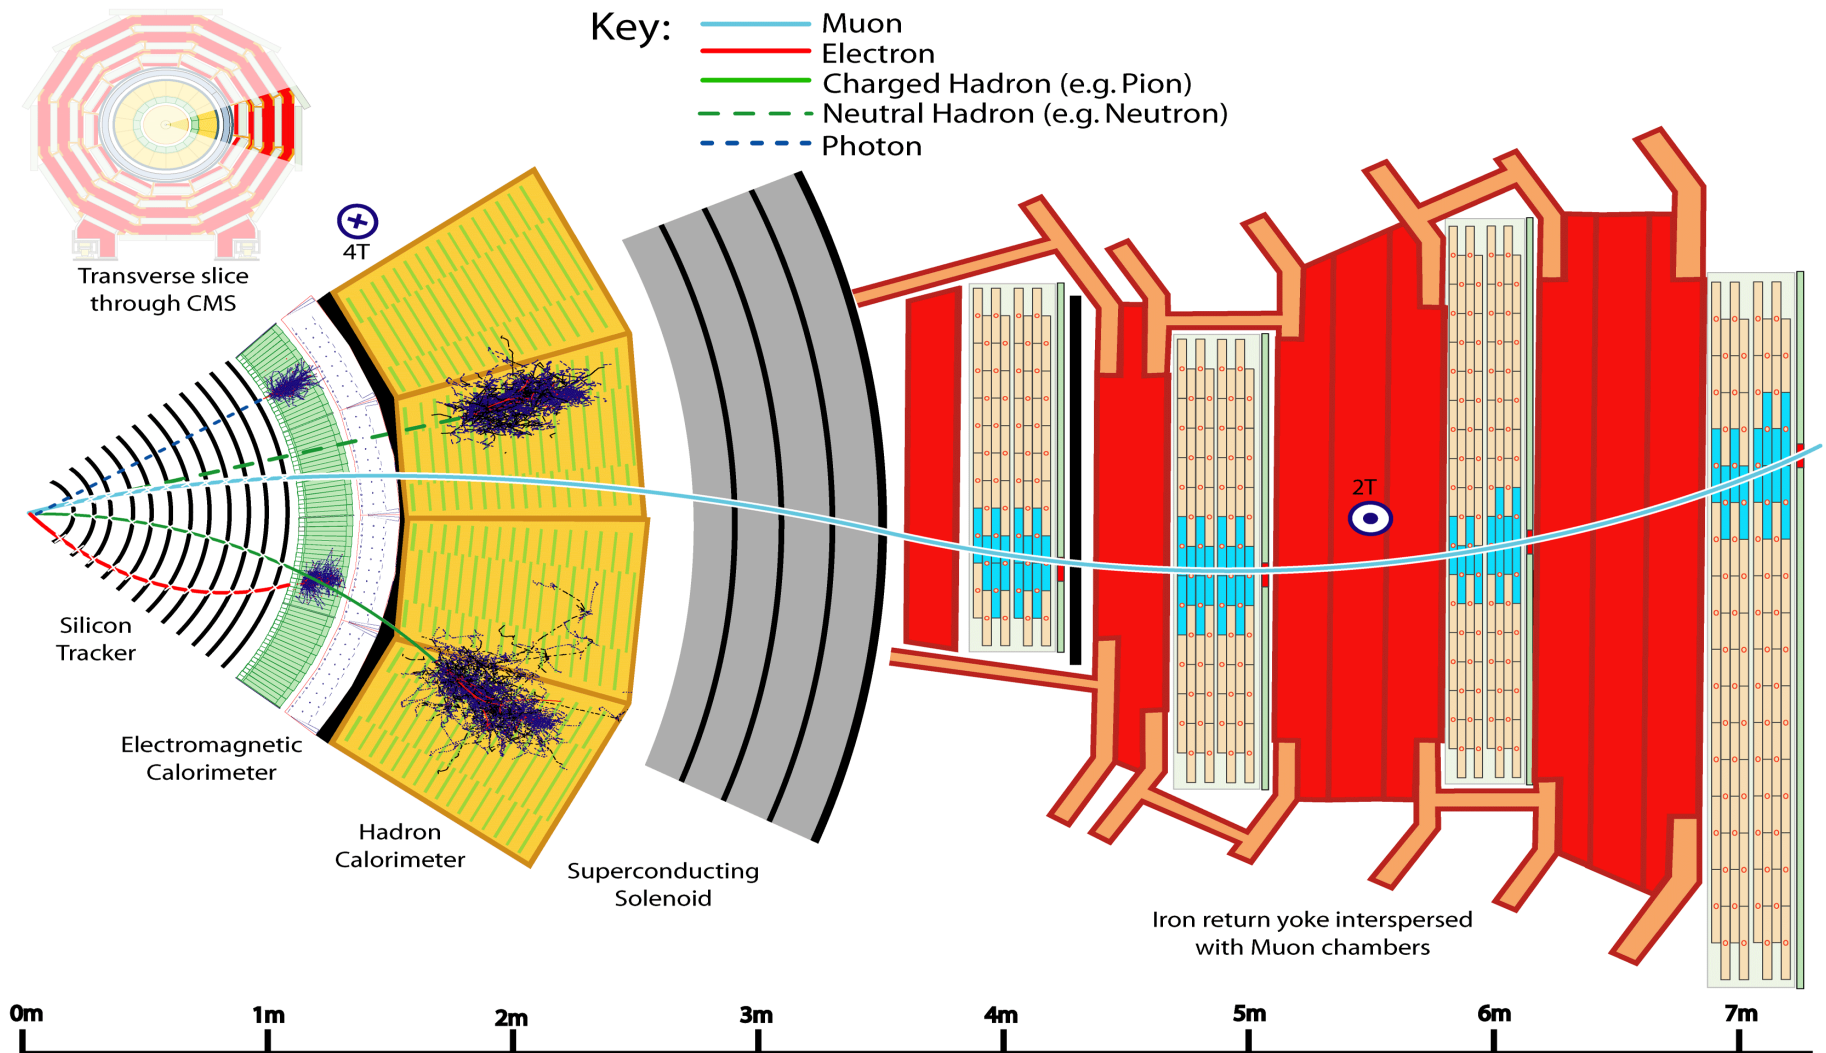 Key:
Muon
Electron
Charged Hadron (e.g. Pion)
Neutral Hadron (e.g. Neutron)
Photon
Transverse slice
through CMS
4T
Silicon
Tracker
Electromagnetic
Calorimeter
Hadron
Calorimeter
Superconducting
Solenoid
2T
Iron return yoke interspersed
with Muon chambers
0m 1m 2m 3m 4m 5m 6m 7m